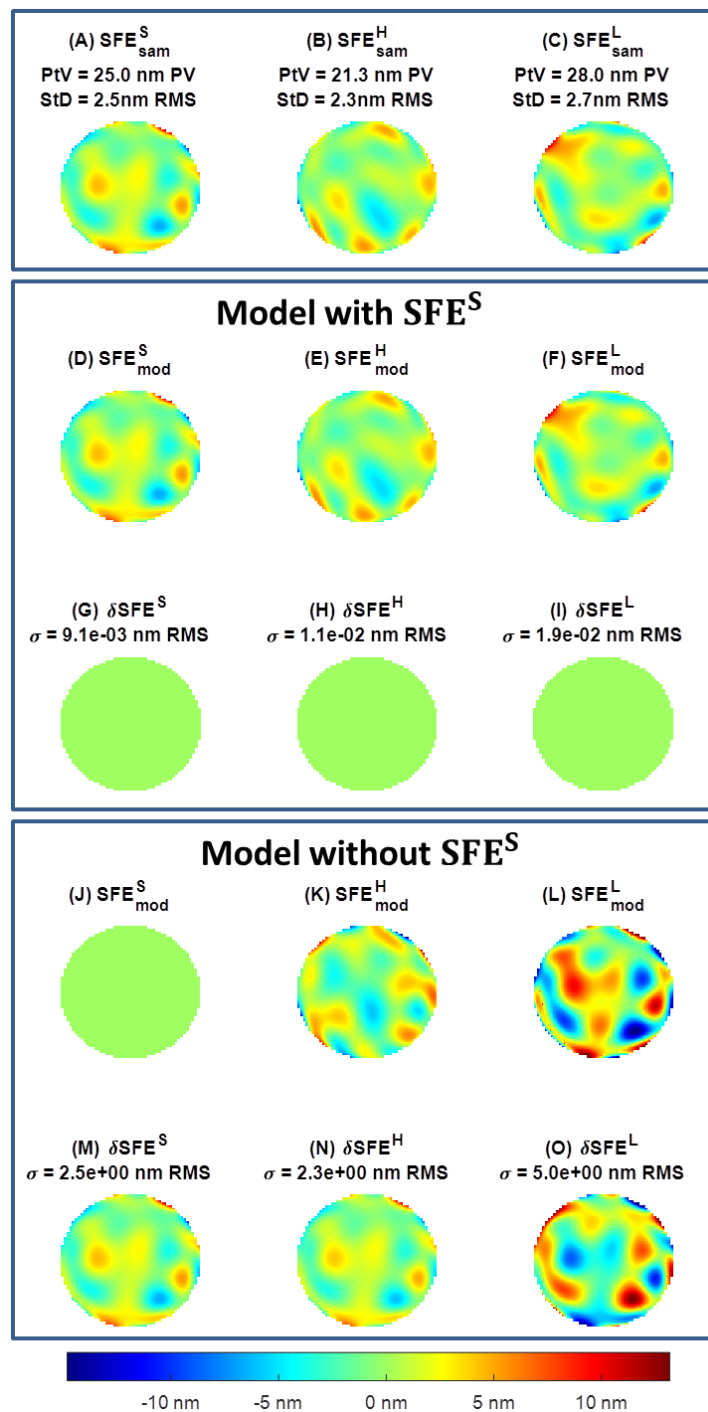 (A) SFE^S_sam (B) SFE^H_sam (C) SFE^L_sam
PtV = 25.0 nm PV PtV = 21.3 nm PV PtV = 28.0 nm PV
StD = 2.5nm RMS StD = 2.3nm RMS StD = 2.7nm RMS
Model with SFE^S
(D) SFE^S_mod (E) SFE^H_mod (F) SFE^L_mod
(G) δSFE^S (H) δSFE^H (I) δSFE^L
σ = 9.1e-03 nm RMS σ = 1.1e-02 nm RMS σ = 1.9e-02 nm RMS
Model without SFE^S
(J) SFE^S_mod (K) SFE^H_mod (L) SFE^L_mod
(M) δSFE^S (N) δSFE^H (O) δSFE^L
σ = 2.5e+00 nm RMS σ = 2.3e+00 nm RMS σ = 5.0e+00 nm RMS
-10 nm -5 nm 0 nm 5 nm 10 nm